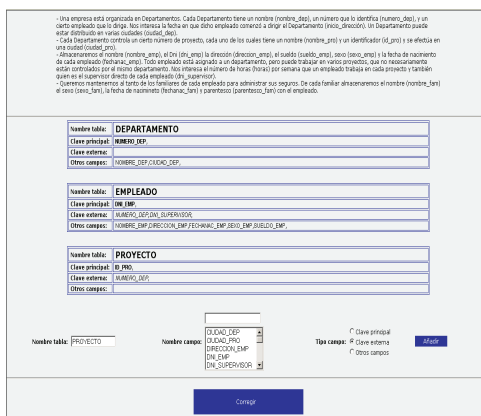 - Una empresa está organizada en Departamentos. Cada Departamento tiene un nombre (nombre_dep), un número que lo identifica (numero_dep), y un
cierto empleado que lo dirige. Nos interesa la fecha en que dicho empleado comenzó a dirigir el Departamento (inicio_dirección). Un Departamento puede
estar distribuido en varias ciudades (ciudad_dep).
- Cada Departamento controla un cierto número de proyecto, cada uno de los cuales tiene un nombre (nombre_pro) y un identificador (id_pro) y se efectúa en
una ciudad (ciudad_pro).
- Almacenaremos el nombre (nombre_emp), el Dni (dni_emp) la dirección (direccion_emp), el sueldo (sueldo_emp), sexo (sexo_emp) y la fecha de nacimiento
de cada empleado (fechanac_emp). Todo empleado está asignado a un departamento, pero puede trabajar en varios proyectos, que no necesariamente
están controlados por el mismo departamento. Nos interesa el número de horas (horas) por semana que un empleado trabaja en cada proyecto y también
quien es el supervisor directo de cada empleado (dni_supervisor).
- Queremos mantenernos al tanto de los familiares de cada empleado para administrar sus seguros. De cada familiar almacenaremos el nombre (nombre_fam)
el sexo (sexo_fam), la fecha de nacimineto (fechanac_fam) y parentesco (parentesco_fam) con el empleado.
Nombre tabla: DEPARTAMENTO
Clave principal: NUMERO_DEP,
Clave externa:
Otros campos: NOMBRE_DEP,CIUDAD_DEP,
Nombre tabla: EMPLEADO
Clave principal: DNI_EMP,
Clave externa: NUMERO_DEP,DNI_SUPERVISOR,
Otros campos: NOMBRE_EMP,DIRECCION_EMP,FECHANAC_EMP,SEXO_EMP,SUELDO_EMP,
Nombre tabla: PROYECTO
Clave principal: ID_PRO,
Clave externa: NUMERO_DEP,
Otros campos:
Nombre tabla: PROYECTO Nombre campo: Tipo campo: Añadir
CIUDAD_DEP
CIUDAD_PRO
DIRECCION_EMP
DNI_EMP
DNI_SUPERVISOR
Clave principal
Clave externa
Otros campos
Corregir